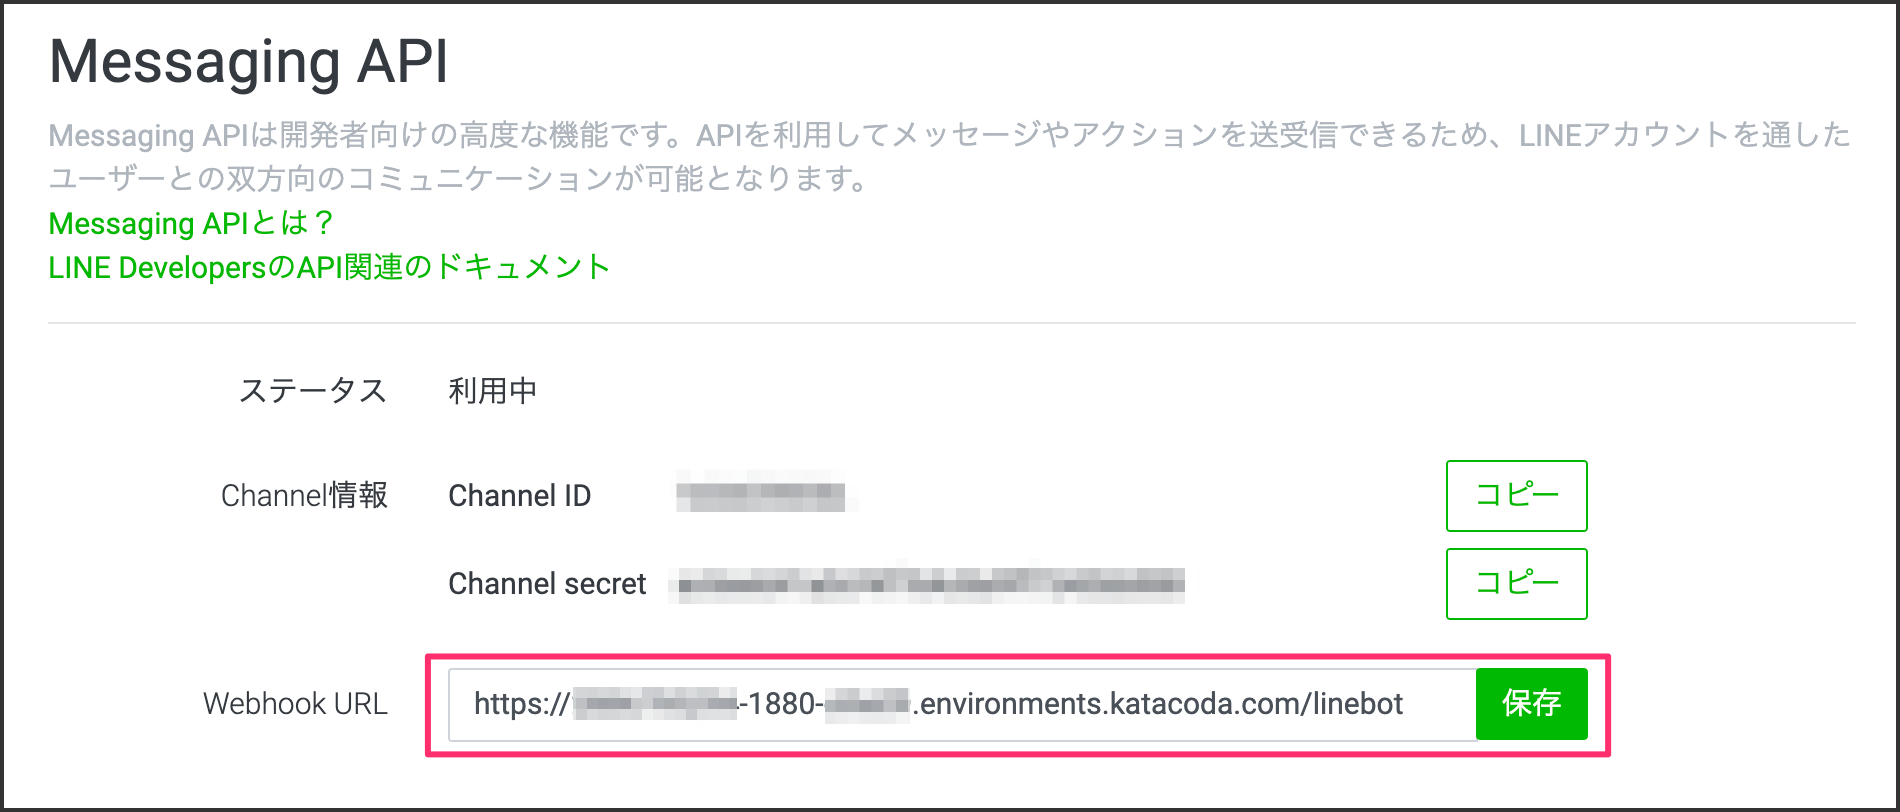 Messaging API
Messaging APIは開発者向けの高度な機能です。APIを利用してメッセージやアクションを送受信できるため、LINEアカウントを通した
ユーザーとの双方向のコミュニケーションが可能となります。
Messaging APIとは？
LINE DevelopersのAPI関連のドキュメント
ステータス 利用中
Channel情報 Channel ID コピー
Channel secret コピー
Webhook URL https:// -1880- .environments.katacoda.com/linebot 保存